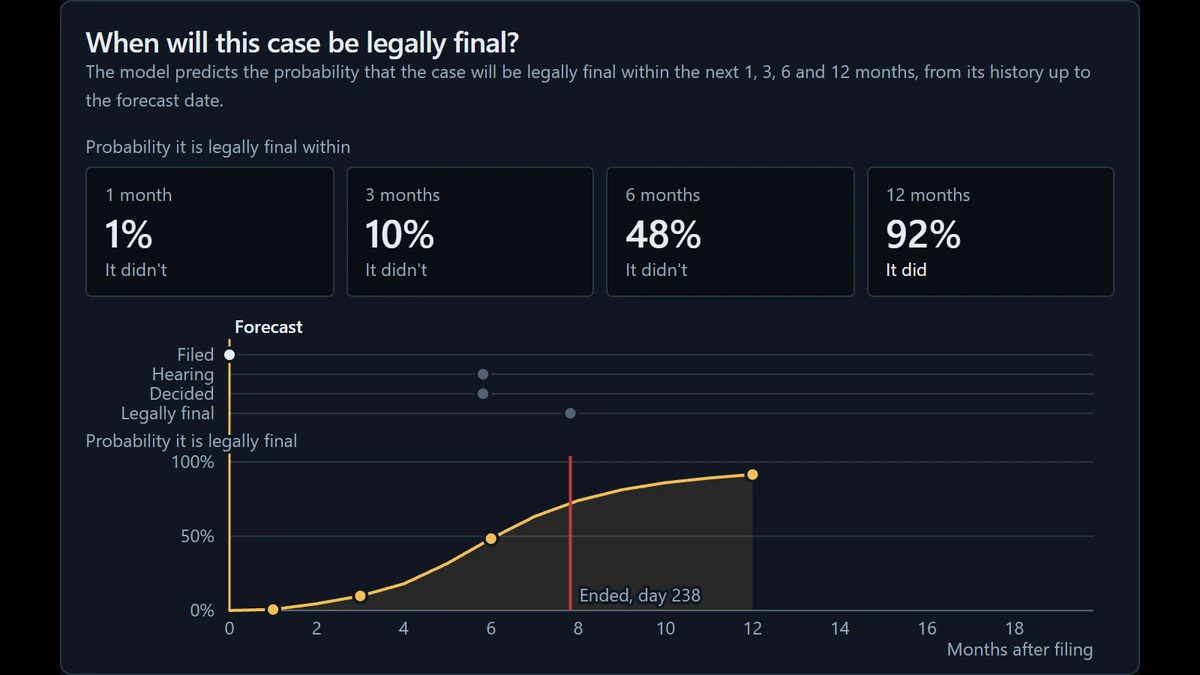 When will this case be legally final?
The model predicts the probability that the case will be legally final within the next 1, 3, 6 and 12 months, from its history up to
the forecast date.
Probability it is legally final within
1 month
1%
It didn't
3 months
10%
It didn't
6 months
48%
It didn't
12 months
92%
It did
Forecast
Filed
Hearing
Decided
Legally final
Probability it is legally final
100%
50%
0%
Ended, day 238
0 2 4 6 8 10 12 14 16 18
Months after filing